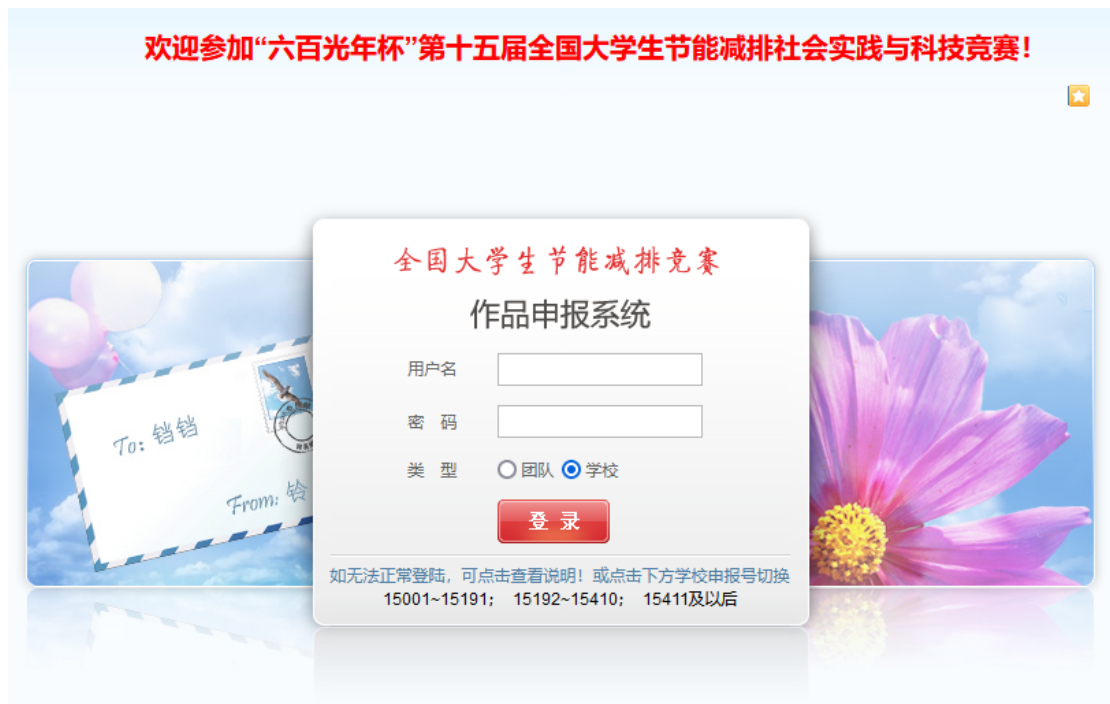 欢迎参加“六百光年杯”第十五届全国大学生节能减排社会实践与科技竞赛！
全国大学生节能减排竞赛
作品申报系统
用户名
密 码
类 型 团队 学校
登 录
To: 铛铛
From: 铃
如无法正常登陆，可点击查看说明！或点击下方学校申报号切换
15001~15191； 15192~15410； 15411及以后